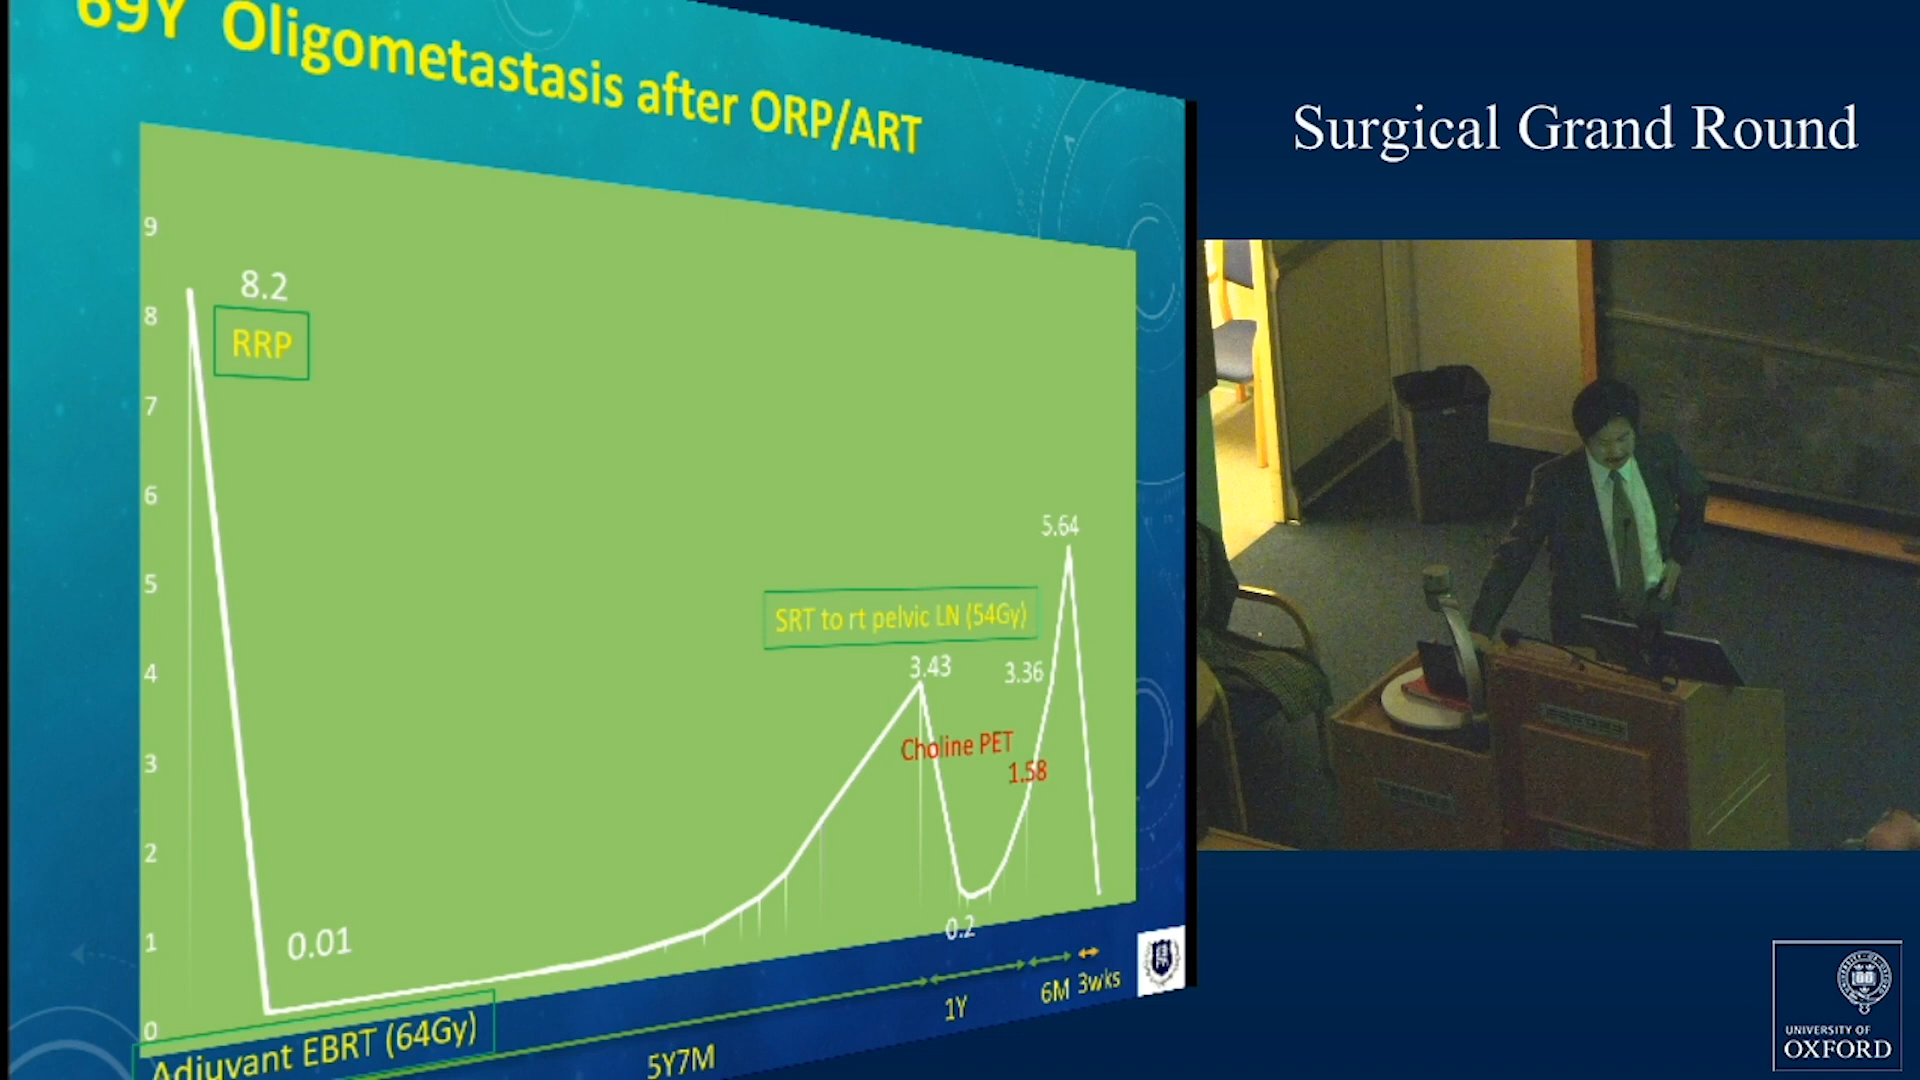 69Y Oligometastasis after ORP/ART
Surgical Grand Round
9
8.2
8
RRP
7
6
5.64
5
SRT to rt pelvic LN (54Gy)
4
3.43
3.36
3
Choline PET
1.58
2
1
0.01
0.2
0
Adjuvant EBRT (64Gy)
5Y7M
1Y
6M
3wks
UNIVERSITY OF
OXFORD